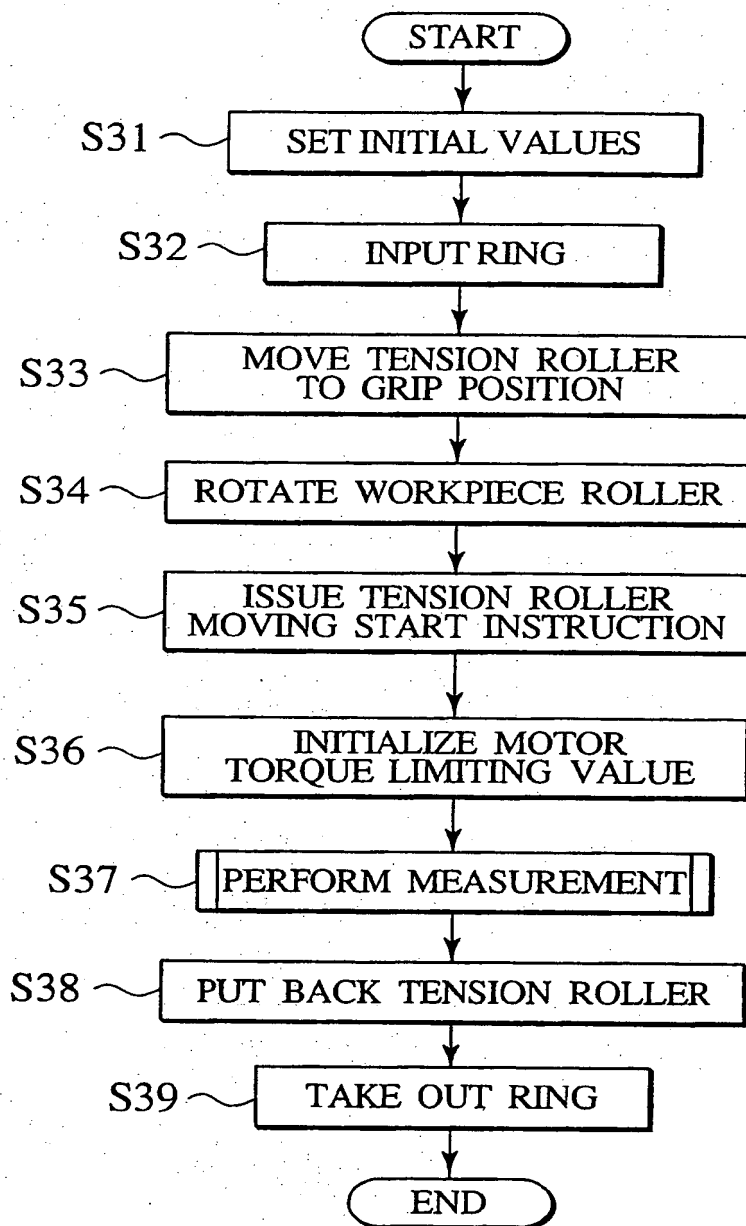 START
S31
SET INITIAL VALUES
S32
INPUT RING
S33
MOVE TENSION ROLLER
TO GRIP POSITION
S34
ROTATE WORKPIECE ROLLER
S35
ISSUE TENSION ROLLER
MOVING START INSTRUCTION
S36
INITIALIZE MOTOR
TORQUE LIMITING VALUE
S37
PERFORM MEASUREMENT
S38
PUT BACK TENSION ROLLER
S39
TAKE OUT RING
END